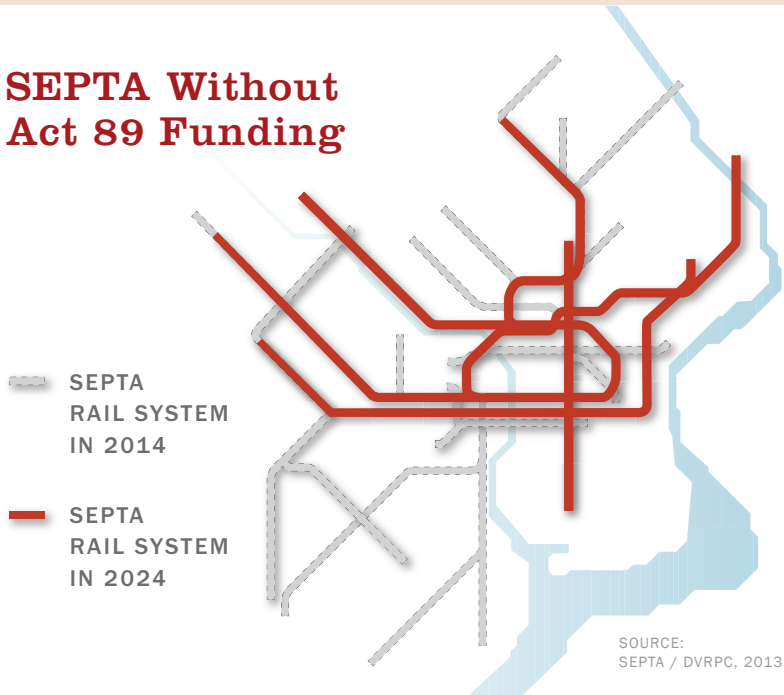 SEPTA Without
Act 89 Funding
SEPTA
RAIL SYSTEM
IN 2014
SEPTA
RAIL SYSTEM
IN 2024
SOURCE:
SEPTA / DVRPC, 2013